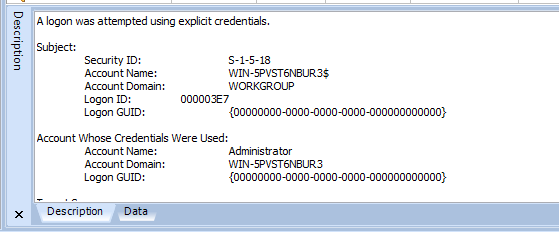 Description
A logon was attempted using explicit credentials.
Subject:
Security ID: S-1-5-18
Account Name: WIN-5PVST6NBUR3$
Account Domain: WORKGROUP
Logon ID: 000003E7
Logon GUID: {00000000-0000-0000-0000-000000000000}
Account Whose Credentials Were Used:
Account Name: Administrator
Account Domain: WIN-5PVST6NBUR3
Logon GUID: {00000000-0000-0000-0000-000000000000}
Description Data